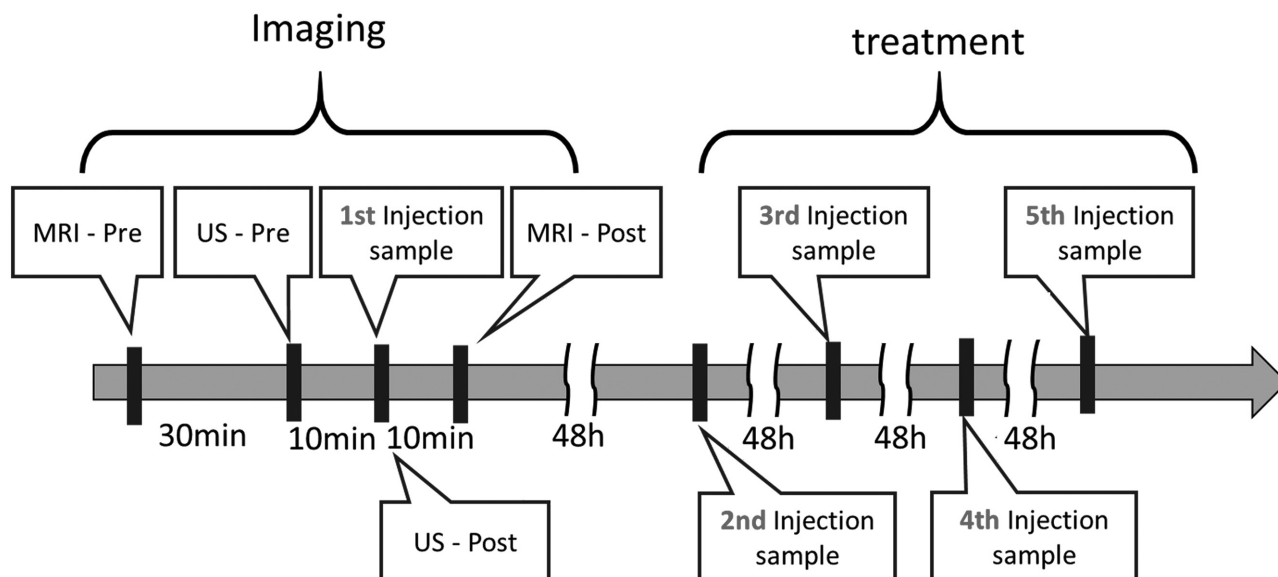 Imaging
treatment
MRI - Pre
US - Pre
1st Injection
sample
MRI - Post
3rd Injection
sample
5th Injection
sample
30min
10min
10min
48h
48h
48h
48h
US - Post
2nd Injection
sample
4th Injection
sample